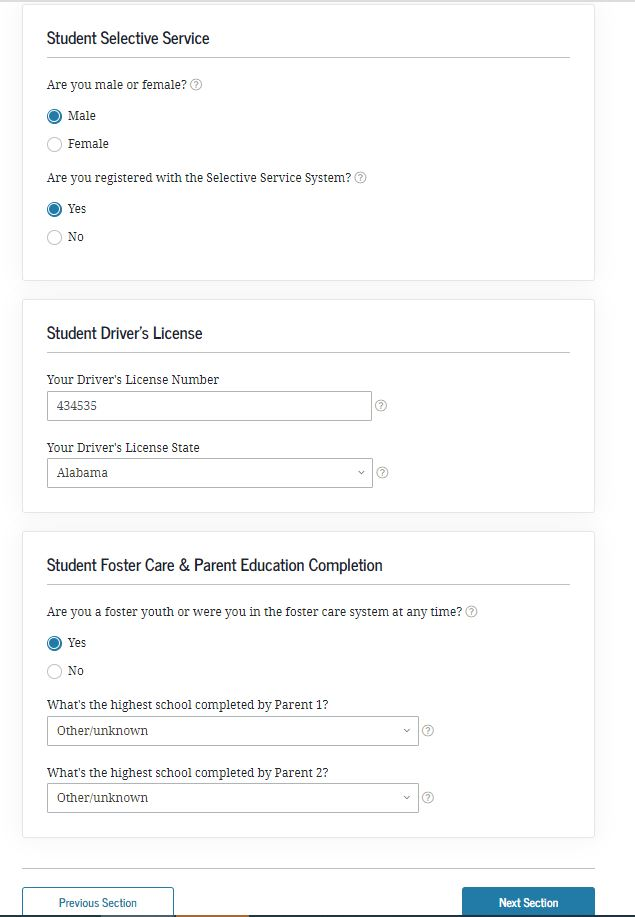 Student Selective Service
Are you male or female? ?
Male
Female
Are you registered with the Selective Service System? ?
Yes
No
Student Driver's License
Your Driver's License Number
434535 ?
Your Driver's License State
Alabama ?
Student Foster Care & Parent Education Completion
Are you a foster youth or were you in the foster care system at any time? ?
Yes
No
What's the highest school completed by Parent 1?
Other/unknown ?
What's the highest school completed by Parent 2?
Other/unknown ?
Previous Section Next Section